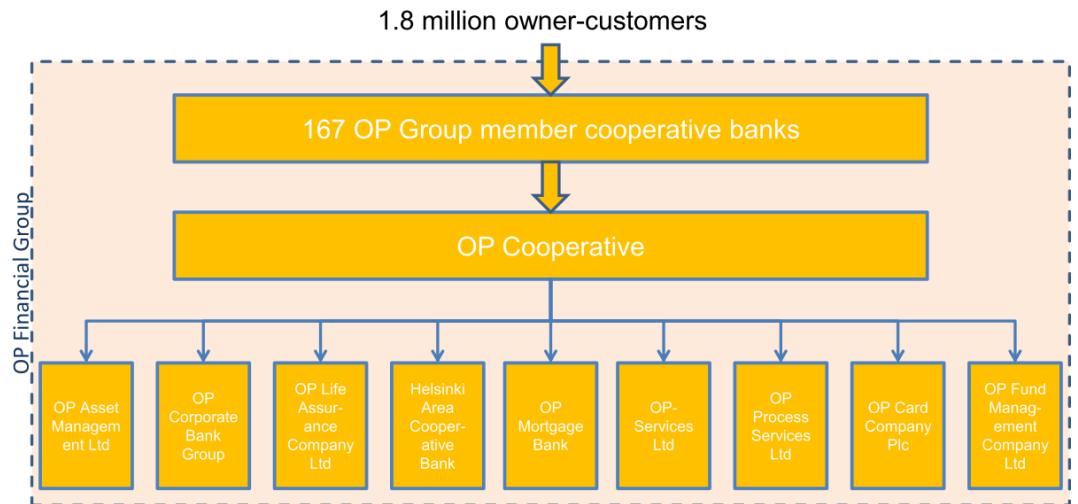 1.8 million owner-customers
167 OP Group member cooperative banks
OP Cooperative
OP Financial Group
OP Asset
Managem
ent Ltd
OP
Corporate
Bank
Group
OP Life
Assur-
ance
Company
Ltd
Helsinki
Area
Cooper-
ative
Bank
OP
Mortgage
Bank
OP-
Services
Ltd
OP
Process
Services
Ltd
OP Card
Company
Plc
OP Fund
Manag-
ement
Company
Ltd